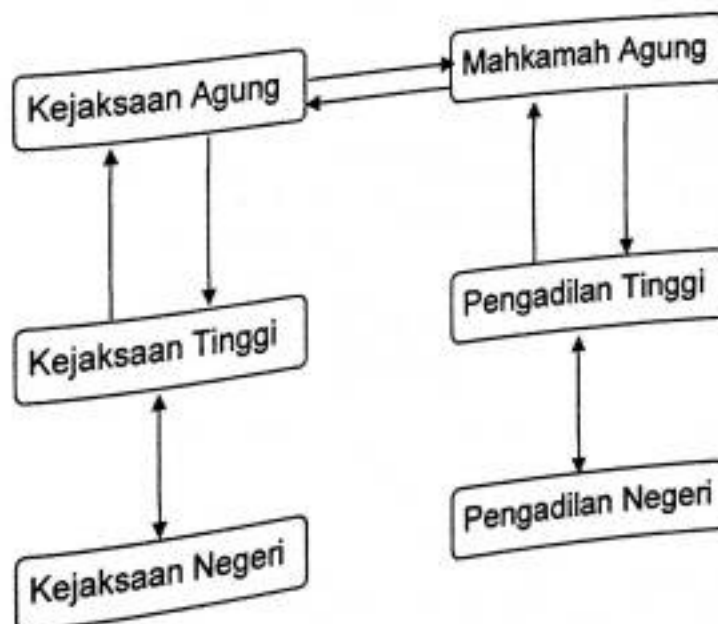 Kejaksaan Agung
Mahkamah Agung
Kejaksaan Tinggi
Pengadilan Tinggi
Kejaksaan Negeri
Pengadilan Negeri